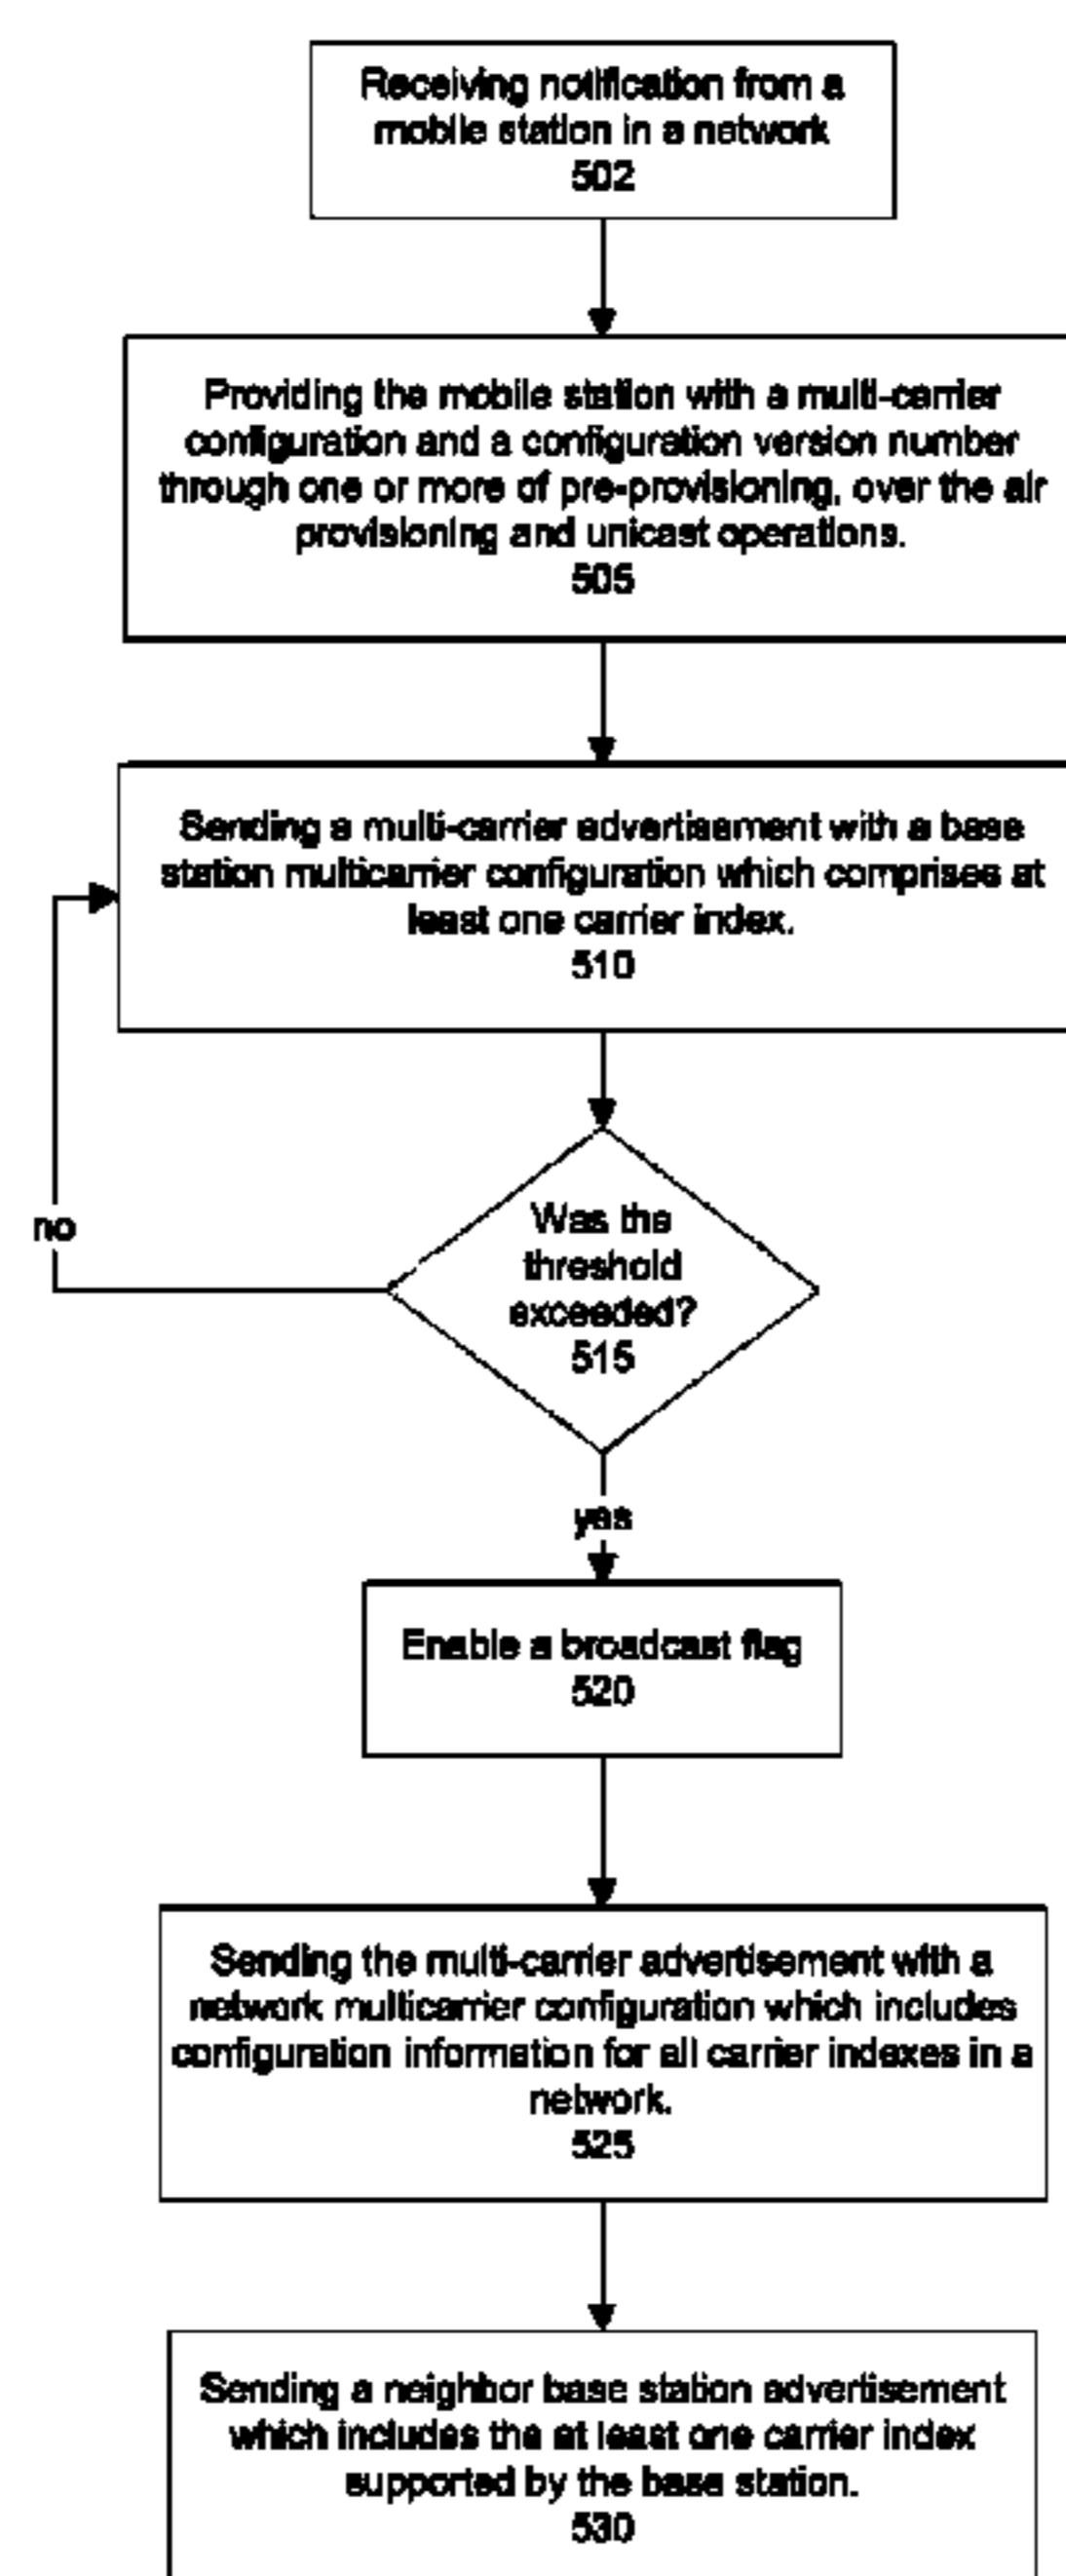 Receiving notification from a
mobile station in a network
502
Providing the mobile station with a multi-carrier
configuration and a configuration version number
through one or more of pre-provisioning, over the air
provisioning and unicast operations.
505
Sending a multi-carrier advertisement with a base
station multicarrier configuration which comprises at
least one carrier index.
510
no
Was the
threshold
exceeded?
515
yes
Enable a broadcast flag
520
Sending the multi-carrier advertisement with a
network multicarrier configuration which includes
configuration information for all carrier indexes in a
network.
525
Sending a neighbor base station advertisement
which includes the at least one carrier index
supported by the base station.
530